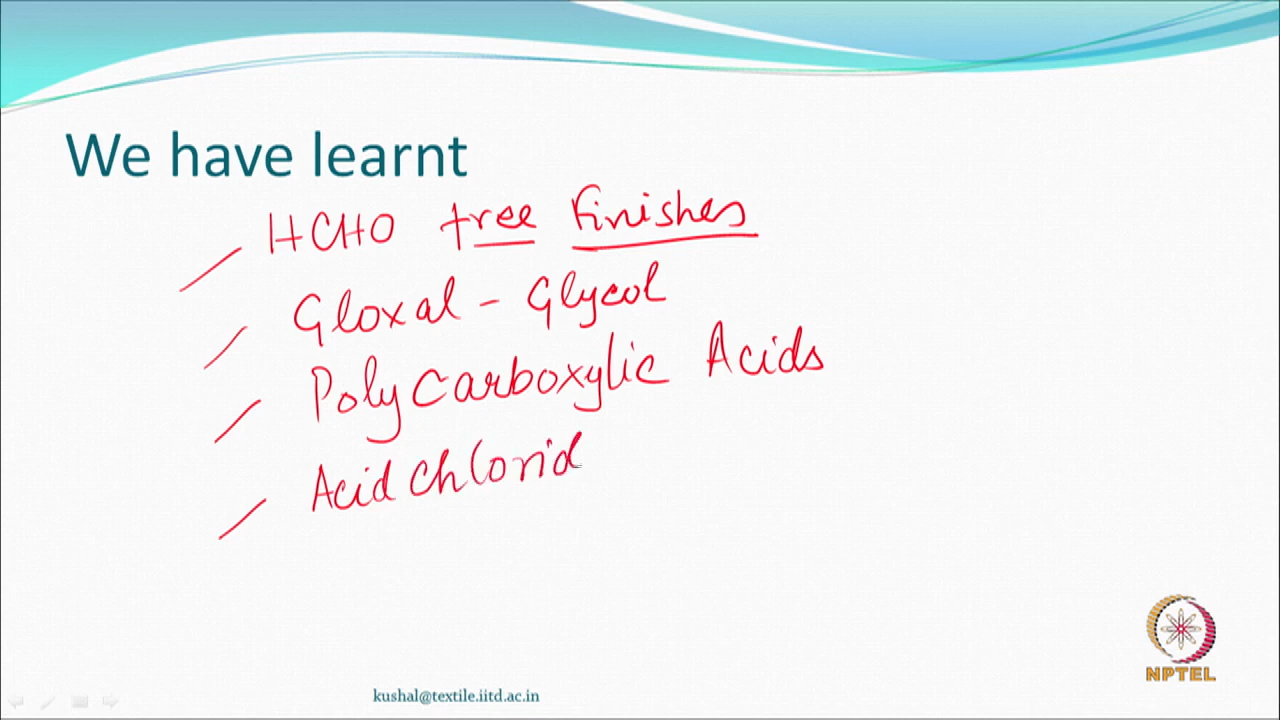 We have learnt
HCHO free Finishes
Gloxal - Glycol
Polycarboxylic Acids
Acid chlorid
NPTEL
kushal@textile.iitd.ac.in